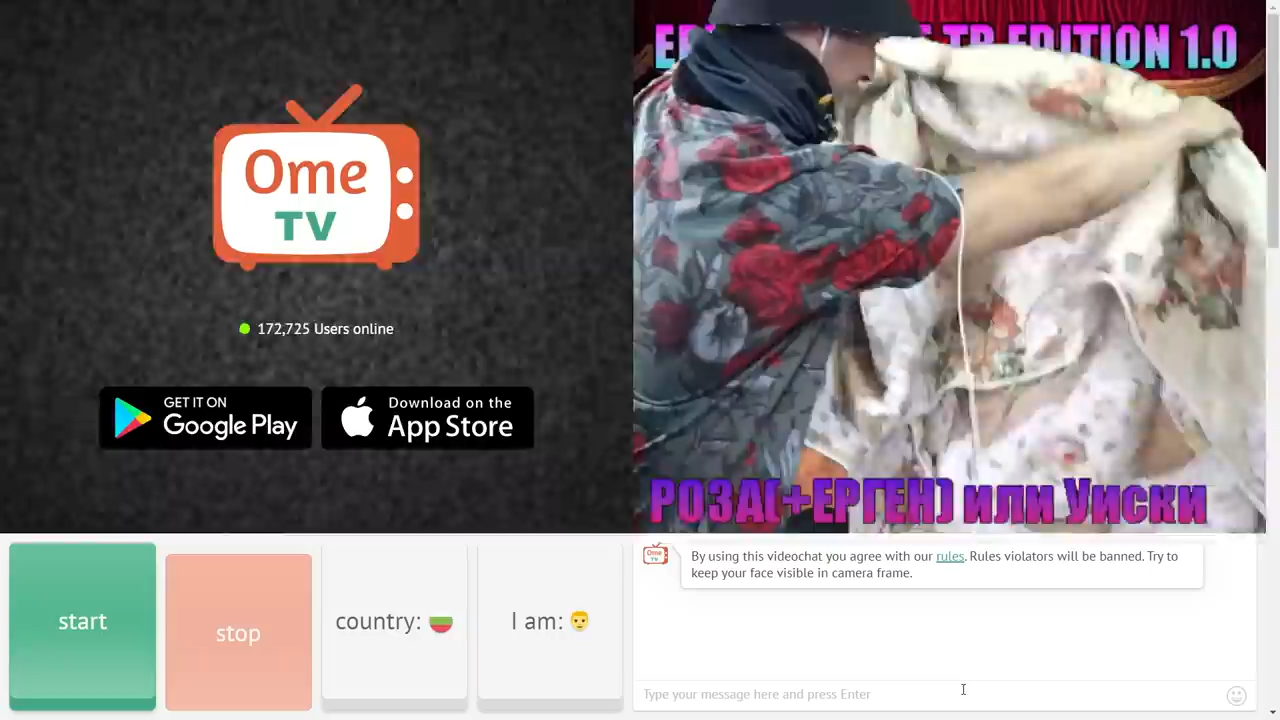 Ome
TV
172,725 Users online
GET IT ON
Google Play
Download on the
App Store
TR EDITION 1.0
РОЗА(+ЕРГЕН) или Уиски
By using this videochat you agree with our rules. Rules violators will be banned. Try to
keep your face visible in camera frame.
Ome
TV
start
stop
country:
I am:
Type your message here and press Enter